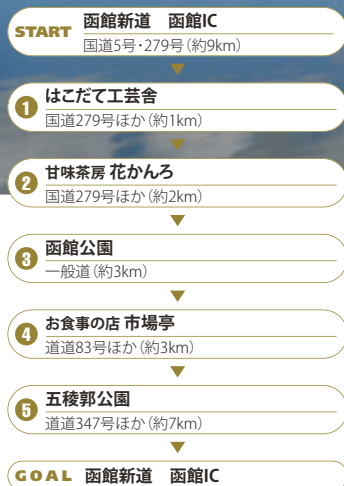 START 函館新道　函館IC
国道5号・279号(約9km)
1 はこだて工芸舎
国道279号ほか(約1km)
2 甘味茶房 花かんろ
国道279号ほか(約2km)
3 函館公園
一般道(約3km)
4 お食事の店 市場亭
道道83号ほか(約3km)
5 五稜郭公園
道道347号ほか(約7km)
GOAL 函館新道　函館IC